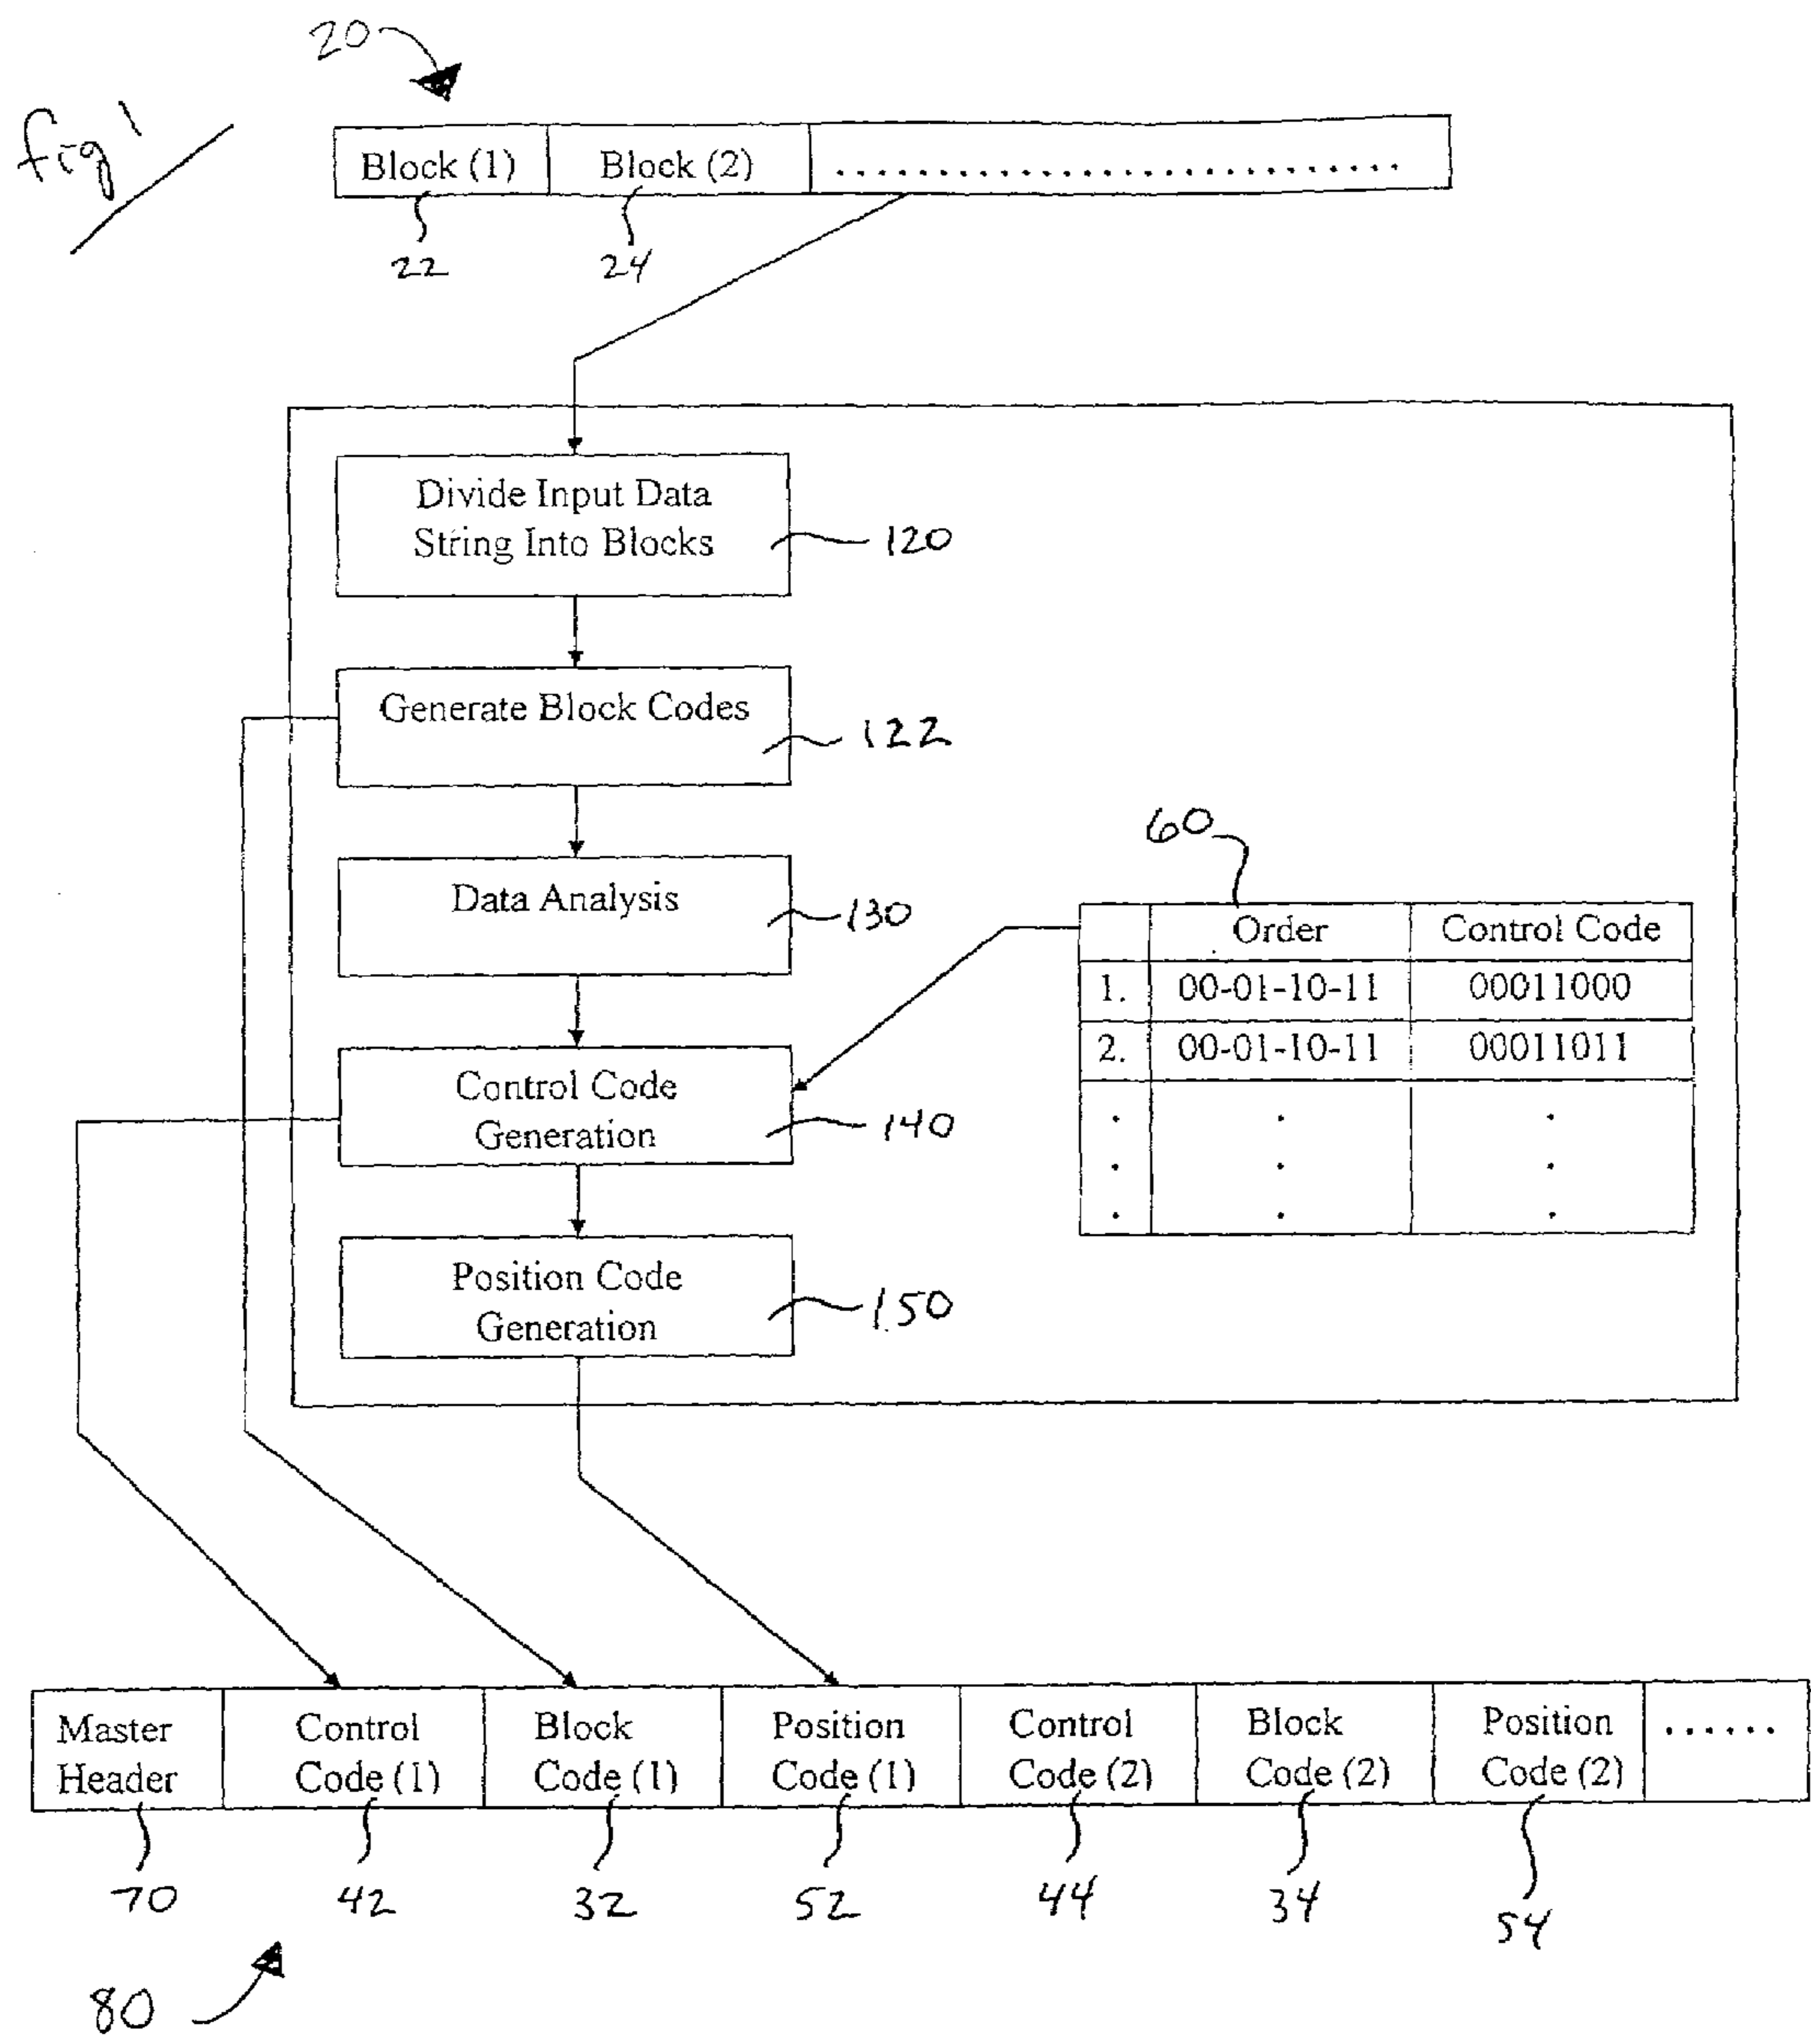 20
fig 1
Block (1) Block (2) ............................
22 24
Divide Input Data
String Into Blocks
120
Generate Block Codes
122
Data Analysis
130
60
Order Control Code
1. 00-01-10-11 00011000
2. 00-01-10-11 00011011
. . .
. . .
. . .
Control Code
Generation
140
Position Code
Generation
150
Master Header
Control Code (1)
Block Code (1)
Position Code (1)
Control Code (2)
Block Code (2)
Position Code (2)
......
70 42 32 52 44 34 54
80